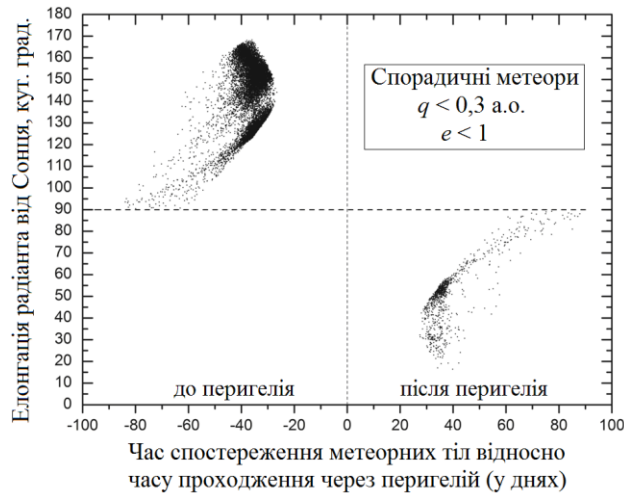 Елонгація радіанта від Сонця, кут. град.
180
170
160
150
140
130
120
110
100
90
80
70
60
50
40
30
20
10
0
Спорадичні метеори
q < 0,3 а.о.
e < 1
до перигелія
після перигелія
-100 -80 -60 -40 -20 0 20 40 60 80 100
Час спостереження метеорних тіл відносно
часу проходження через перигелій (у днях)